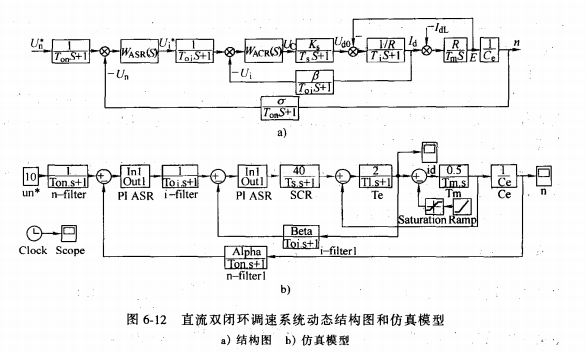 U*n 1 TonS+1 WASR(S) U*i 1 ToiS+1 WACR(S) Uc Ks TsS+1 Ud0 1/R TlS+1 Id −IdL R TmS E 1 Ce n
−Un −Ui β ToiS+1
σ TonS+1
a)
10 un* 1 Ton.s+1 n-filter In1 Out1 PI ASR 1 Toi.s+1 i-filter In1 Out1 PI ASR 40 Ts.s+1 SCR 2 Tl.s+1 Te id 0.5 Tm.s Tm 1 Ce Ce n
Saturation Ramp
Clock Scope
Beta Toi.s+1 i-filter1
Alpha Ton.s+1 n-filter1
b)
图 6-12 直流双闭环调速系统动态结构图和仿真模型
a) 结构图 b) 仿真模型